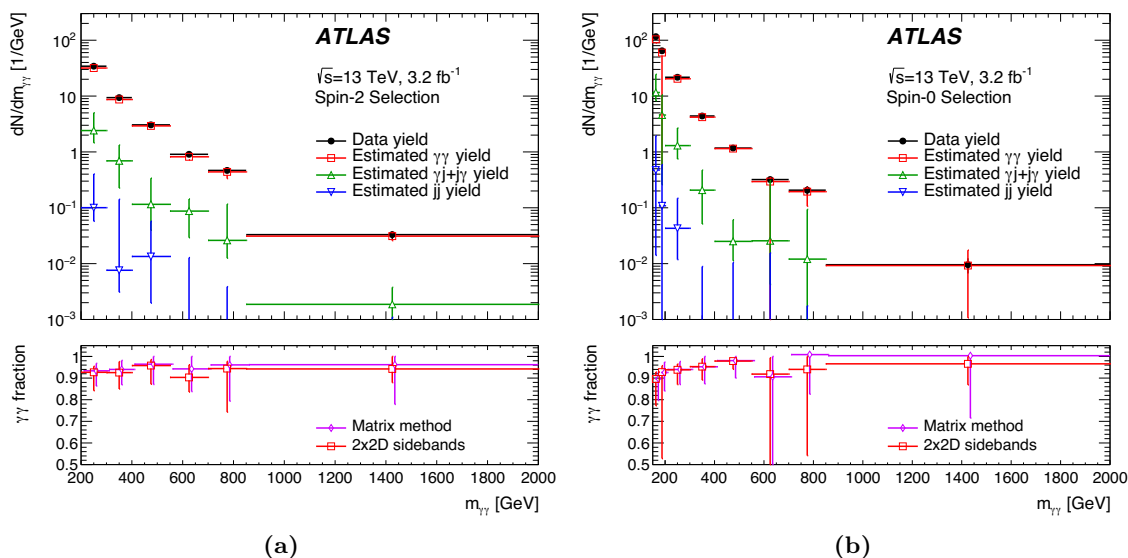 dN/dmγγ [1/GeV]
10²
10
1
10⁻¹
10⁻²
10⁻³
ATLAS
√s=13 TeV, 3.2 fb⁻¹
Spin-2 Selection
Data yield
Estimated γγ yield
Estimated γj+jγ yield
Estimated jj yield
γγ fraction
1
0.9
0.8
0.7
0.6
0.5
Matrix method
2x2D sidebands
200 400 600 800 1000 1200 1400 1600 1800 2000
mγγ [GeV]
(a)
dN/dmγγ [1/GeV]
10²
10
1
10⁻¹
10⁻²
10⁻³
ATLAS
√s=13 TeV, 3.2 fb⁻¹
Spin-0 Selection
Data yield
Estimated γγ yield
Estimated γj+jγ yield
Estimated jj yield
γγ fraction
1
0.9
0.8
0.7
0.6
0.5
Matrix method
2x2D sidebands
200 400 600 800 1000 1200 1400 1600 1800 2000
mγγ [GeV]
(b)